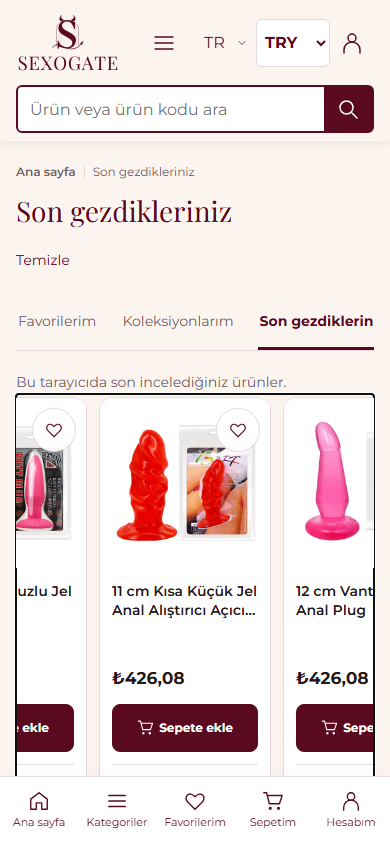 SEXOGATE
TR
TRY
Ürün veya ürün kodu ara
Ana sayfa
Son gezdikleriniz
Son gezdikleriniz
Temizle
Favorilerim
Koleksiyonlarım
Son gezdiklerin
Bu tarayıcıda son incelediğiniz ürünler.
uzlu Jel
e ekle
11 cm Kısa Küçük Jel
Anal Alıştırıcı Açıcı...
₺426,08
Sepete ekle
12 cm Vant
Anal Plug
₺426,08
Sepe
Ana sayfa
Kategoriler
Favorilerim
Sepetim
Hesabım